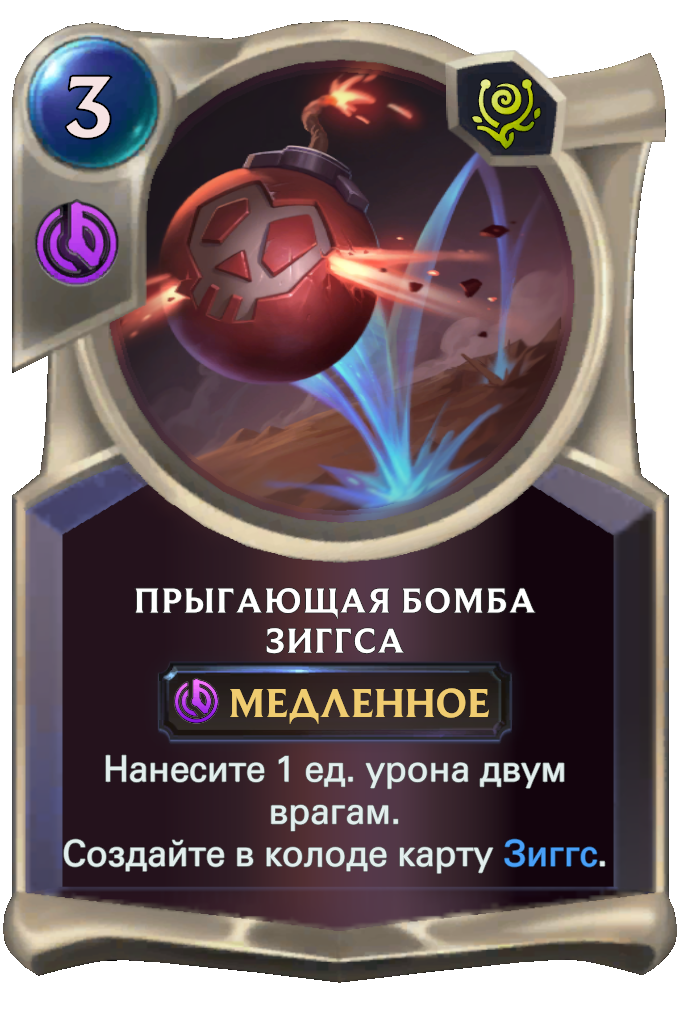 3
ПРЫГАЮЩАЯ БОМБА
ЗИГГСА
МЕДЛЕННОЕ
Нанесите 1 ед. урона двум
врагам.
Создайте в колоде карту Зиггс.